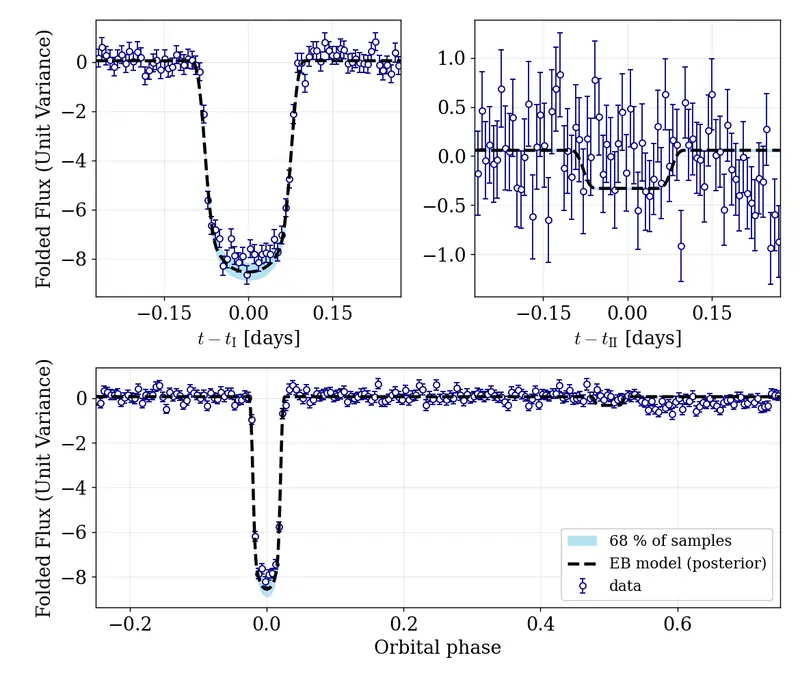 Folded Flux (Unit Variance)
0
−2
−4
−6
−8
−0.15 0.00 0.15
t − t_I [days]
1.0
0.5
0.0
−0.5
−1.0
−0.15 0.00 0.15
t − t_II [days]
Folded Flux (Unit Variance)
0
−2
−4
−6
−8
−0.2 0.0 0.2 0.4 0.6
Orbital phase
68 % of samples
EB model (posterior)
data